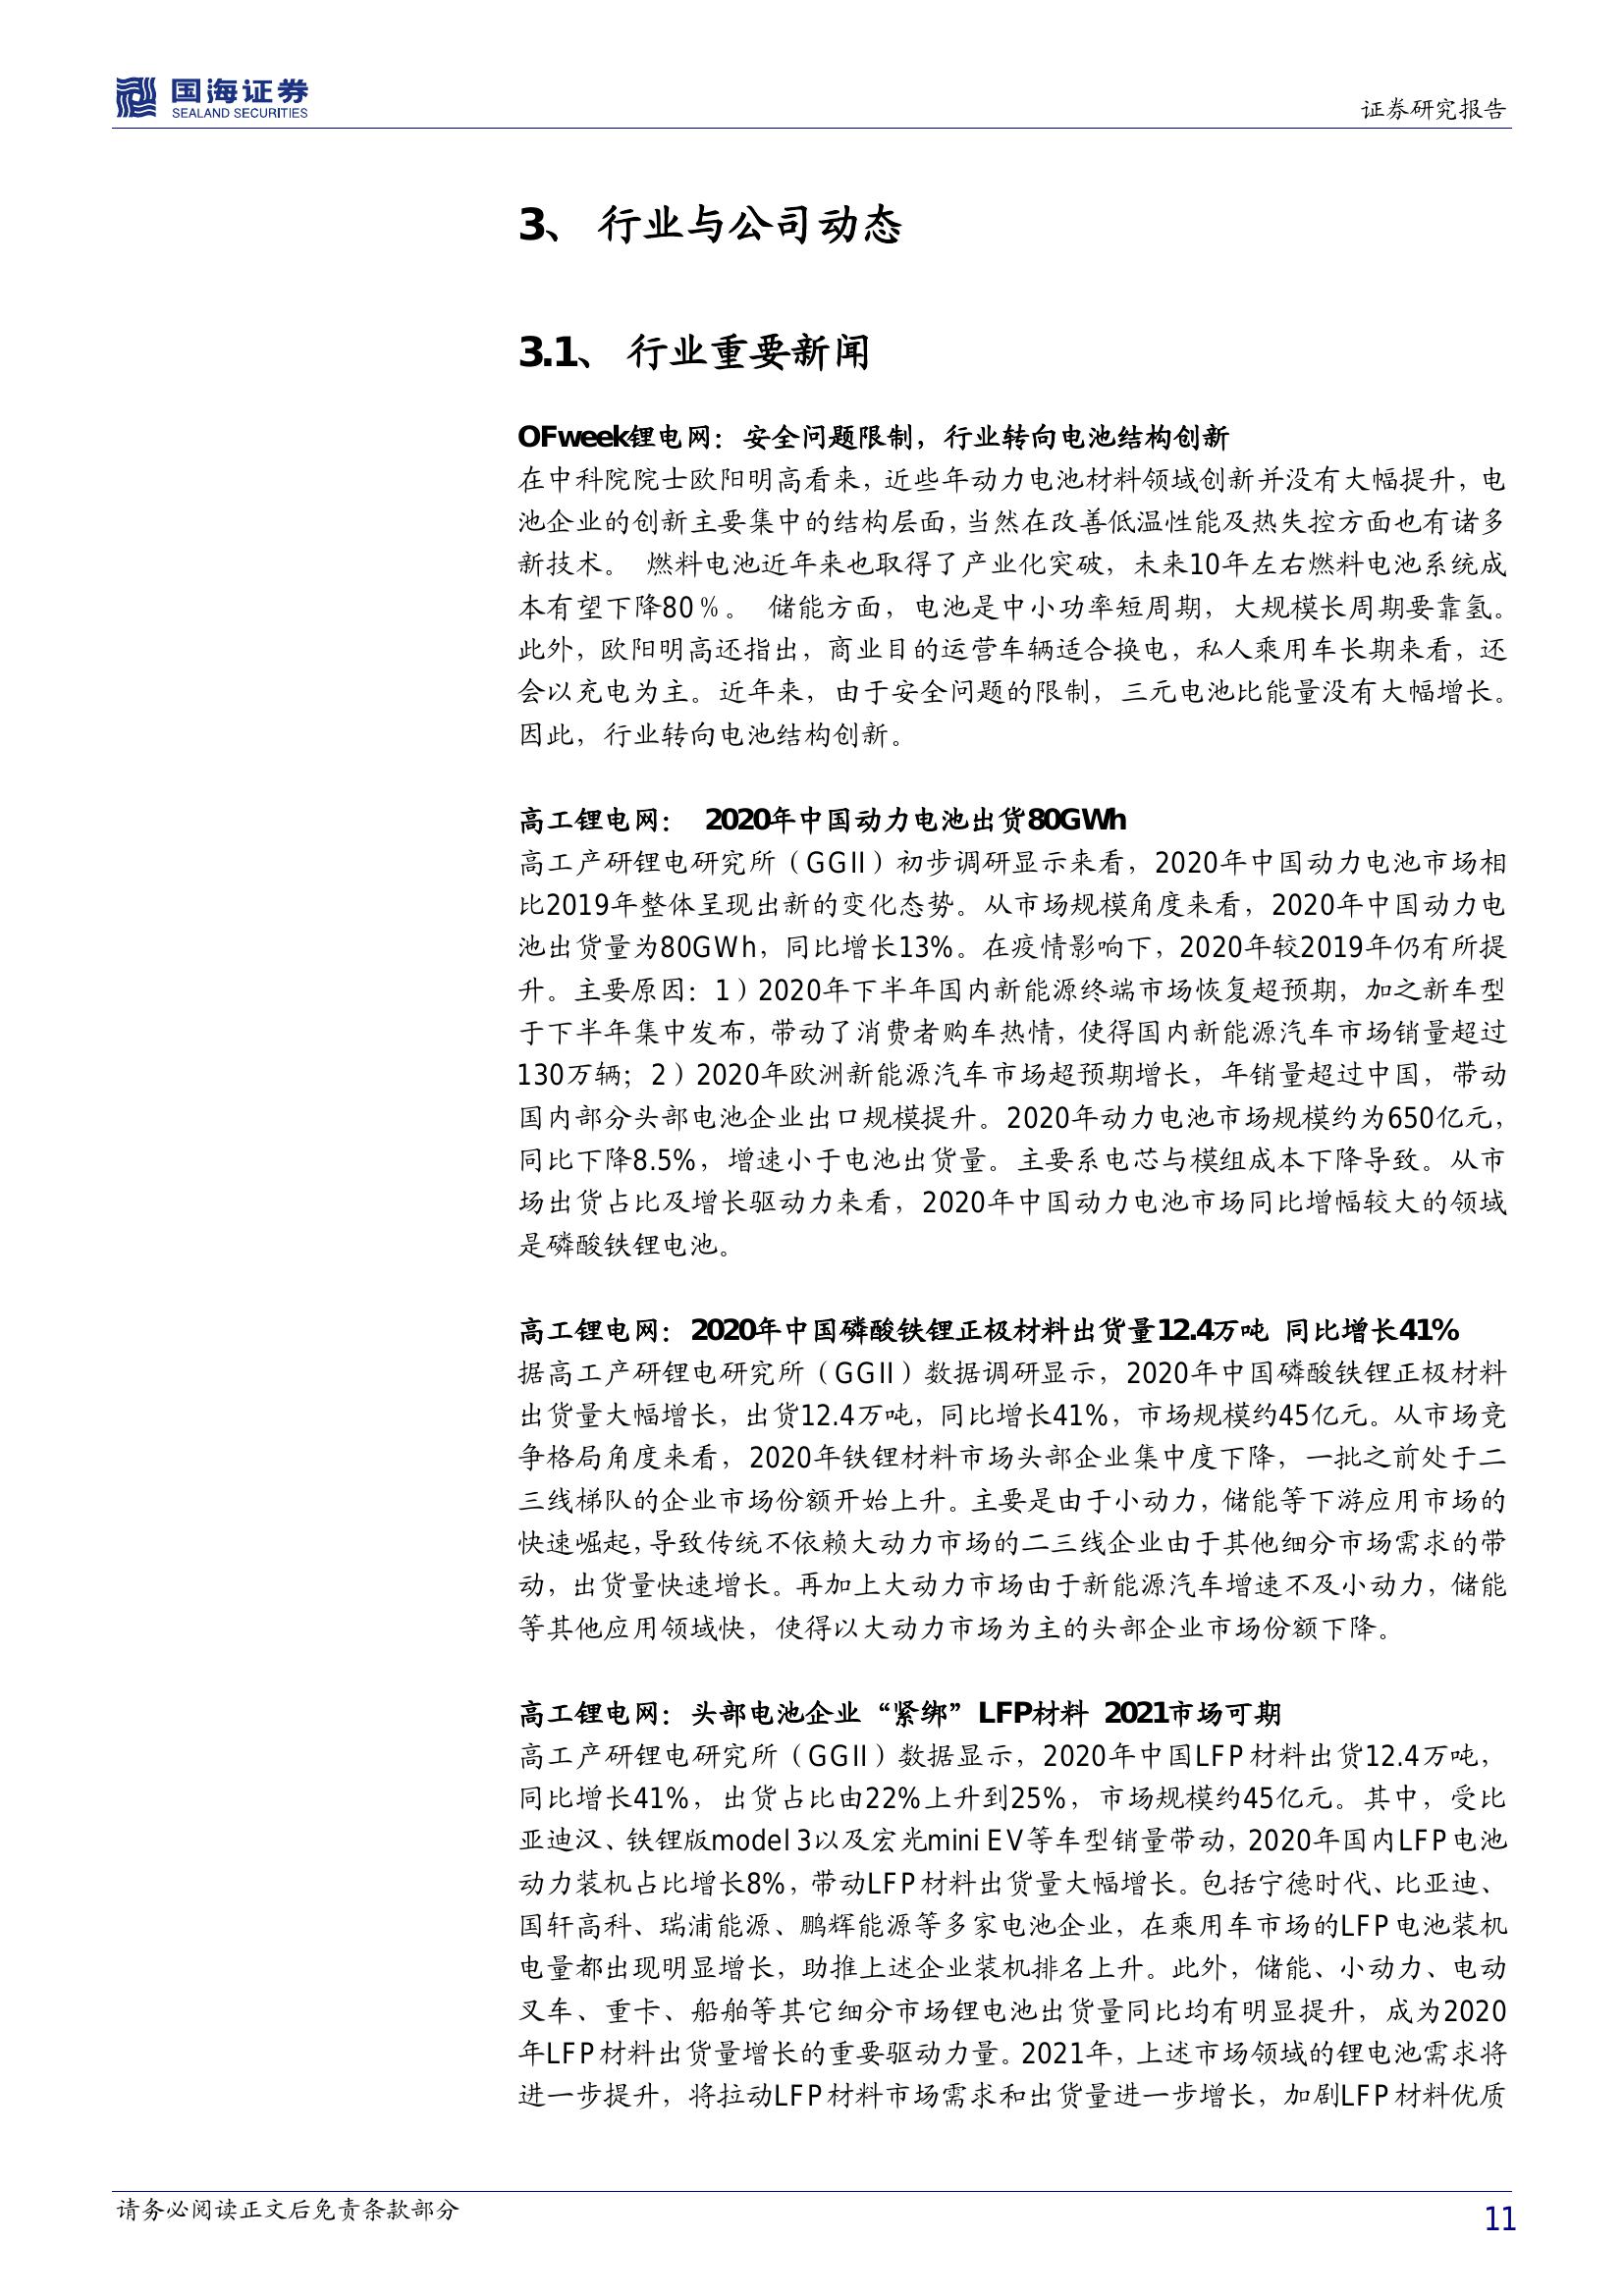 国海证券
SEALAND SECURITIES
证券研究报告
3、 行业与公司动态
3.1、 行业重要新闻
OFweek锂电网：安全问题限制，行业转向电池结构创新
在中科院院士欧阳明高看来，近些年动力电池材料领域创新并没有大幅提升，电
池企业的创新主要集中的结构层面，当然在改善低温性能及热失控方面也有诸多
新技术。 燃料电池近年来也取得了产业化突破，未来10年左右燃料电池系统成
本有望下降80％。 储能方面，电池是中小功率短周期，大规模长周期要靠氢。
此外，欧阳明高还指出，商业目的运营车辆适合换电，私人乘用车长期来看，还
会以充电为主。近年来，由于安全问题的限制，三元电池比能量没有大幅增长。
因此，行业转向电池结构创新。
高工锂电网： 2020年中国动力电池出货80GWh
高工产研锂电研究所（GGII）初步调研显示来看，2020年中国动力电池市场相
比2019年整体呈现出新的变化态势。从市场规模角度来看，2020年中国动力电
池出货量为80GWh，同比增长13%。在疫情影响下，2020年较2019年仍有所提
升。主要原因：1）2020年下半年国内新能源终端市场恢复超预期，加之新车型
于下半年集中发布，带动了消费者购车热情，使得国内新能源汽车市场销量超过
130万辆；2）2020年欧洲新能源汽车市场超预期增长，年销量超过中国，带动
国内部分头部电池企业出口规模提升。2020年动力电池市场规模约为650亿元，
同比下降8.5%，增速小于电池出货量。主要系电芯与模组成本下降导致。从市
场出货占比及增长驱动力来看，2020年中国动力电池市场同比增幅较大的领域
是磷酸铁锂电池。
高工锂电网：2020年中国磷酸铁锂正极材料出货量12.4万吨 同比增长41%
据高工产研锂电研究所（GGII）数据调研显示，2020年中国磷酸铁锂正极材料
出货量大幅增长，出货12.4万吨，同比增长41%，市场规模约45亿元。从市场竞
争格局角度来看，2020年铁锂材料市场头部企业集中度下降，一批之前处于二
三线梯队的企业市场份额开始上升。主要是由于小动力，储能等下游应用市场的
快速崛起，导致传统不依赖大动力市场的二三线企业由于其他细分市场需求的带
动，出货量快速增长。再加上大动力市场由于新能源汽车增速不及小动力，储能
等其他应用领域快，使得以大动力市场为主的头部企业市场份额下降。
高工锂电网：头部电池企业“紧绑”LFP材料 2021市场可期
高工产研锂电研究所（GGII）数据显示，2020年中国LFP材料出货12.4万吨，
同比增长41%，出货占比由22%上升到25%，市场规模约45亿元。其中，受比
亚迪汉、铁锂版model 3以及宏光mini EV等车型销量带动，2020年国内LFP电池
动力装机占比增长8%，带动LFP材料出货量大幅增长。包括宁德时代、比亚迪、
国轩高科、瑞浦能源、鹏辉能源等多家电池企业，在乘用车市场的LFP电池装机
电量都出现明显增长，助推上述企业装机排名上升。此外，储能、小动力、电动
叉车、重卡、船舶等其它细分市场锂电池出货量同比均有明显提升，成为2020
年LFP材料出货量增长的重要驱动力量。2021年，上述市场领域的锂电池需求将
进一步提升，将拉动LFP材料市场需求和出货量进一步增长，加剧LFP材料优质
请务必阅读正文后免责条款部分
11